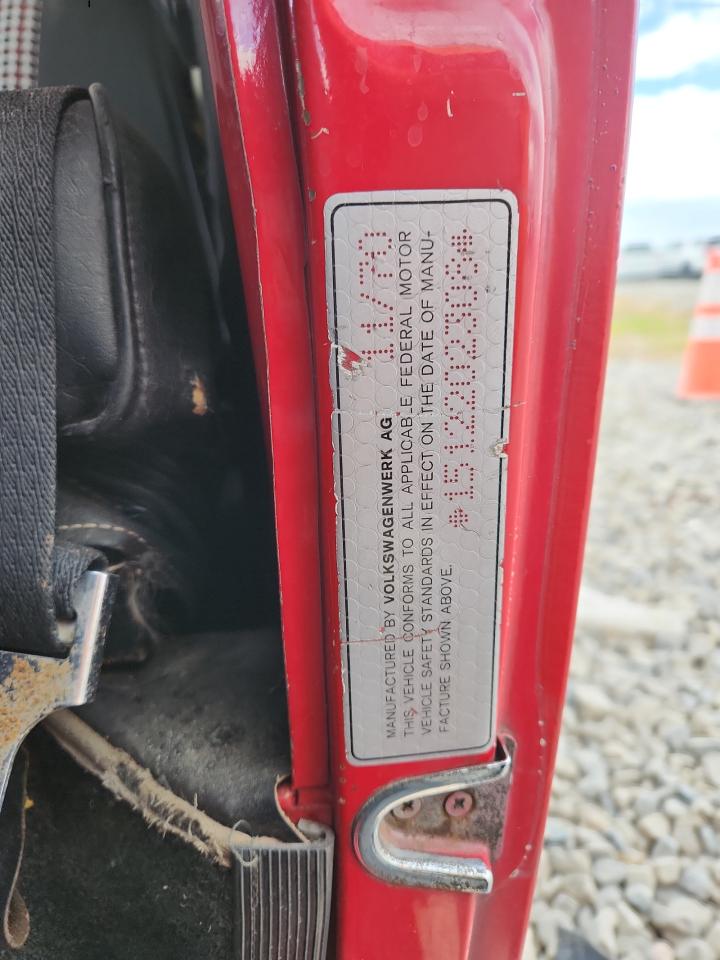 MANUFACTURED BY VOLKSWAGENWERK AG 11/70
THIS VEHICLE CONFORMS TO ALL APPLICABLE FEDERAL MOTOR
VEHICLE SAFETY STANDARDS IN EFFECT ON THE DATE OF MANU-
FACTURE SHOWN ABOVE. *1512202308*